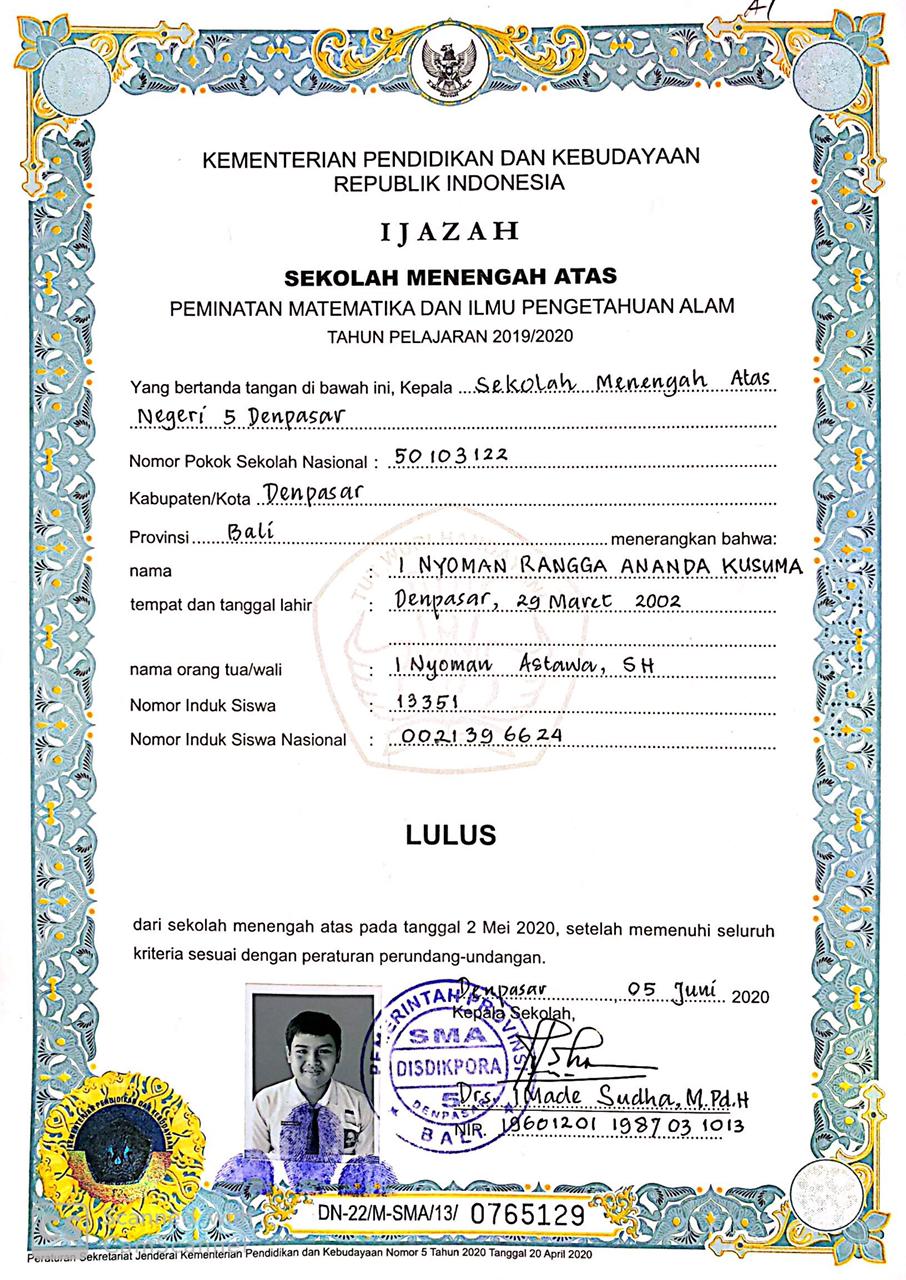 A1
KEMENTERIAN PENDIDIKAN DAN KEBUDAYAAN
REPUBLIK INDONESIA
IJAZAH
SEKOLAH MENENGAH ATAS
PEMINATAN MATEMATIKA DAN ILMU PENGETAHUAN ALAM
TAHUN PELAJARAN 2019/2020
Yang bertanda tangan di bawah ini, Kepala Sekolah Menengah Atas
Negeri 5 Denpasar
Nomor Pokok Sekolah Nasional : 50103122
Kabupaten/Kota Denpasar
Provinsi Bali menerangkan bahwa:
nama : I NYOMAN RANGGA ANANDA KUSUMA
tempat dan tanggal lahir : Denpasar, 29 Maret 2002
nama orang tua/wali : I Nyoman Astawa, SH
Nomor Induk Siswa : 13351
Nomor Induk Siswa Nasional : 0021396624
LULUS
dari sekolah menengah atas pada tanggal 2 Mei 2020, setelah memenuhi seluruh
kriteria sesuai dengan peraturan perundang-undangan.
Denpasar, 05 Juni 2020
Kepala Sekolah,
PEMERINTAH PROVINSI
SMA
DISDIKPORA
5
DENPASAR
BALI
Drs. I Made Sudha, M.Pd.H
NIP. 19601201 198703 1013
KEMENTERIAN PENDIDIKAN DAN KEBUDAYAAN
DN-22/M-SMA/13/ 0765129
Peraturan Sekretariat Jenderal Kementerian Pendidikan dan Kebudayaan Nomor 5 Tahun 2020 Tanggal 20 April 2020